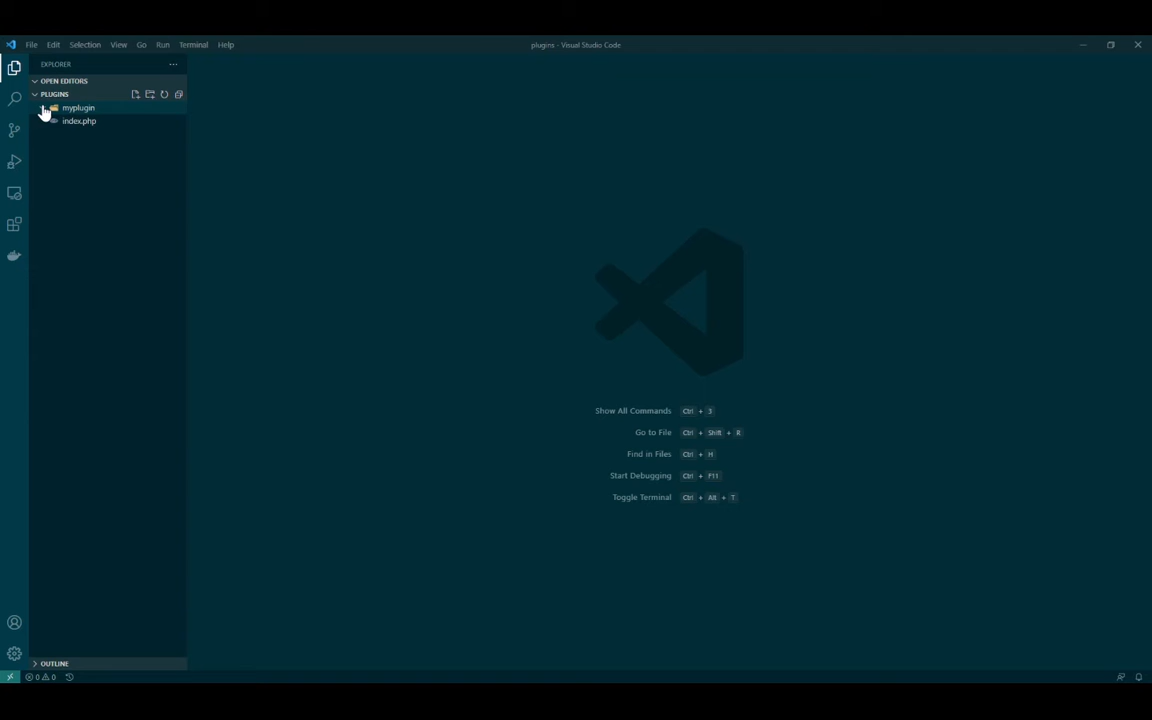 File Edit Selection View Go Run Terminal Help
plugins - Visual Studio Code
EXPLORER
OPEN EDITORS
PLUGINS
myplugin
index.php
Show All Commands Ctrl + 3
Go to File Ctrl + Shift + R
Find in Files Ctrl + H
Start Debugging Ctrl + F11
Toggle Terminal Ctrl + Alt + T
OUTLINE
0 0